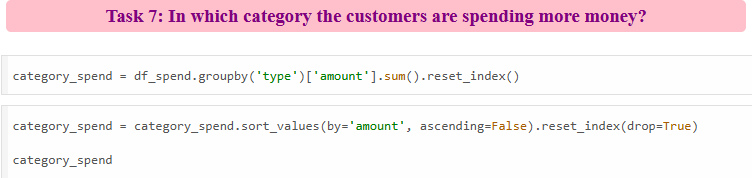 Task 7: In which category the customers are spending more money?
category_spend = df_spend.groupby('type')['amount'].sum().reset_index()
category_spend = category_spend.sort_values(by='amount', ascending=False).reset_index(drop=True)
category_spend